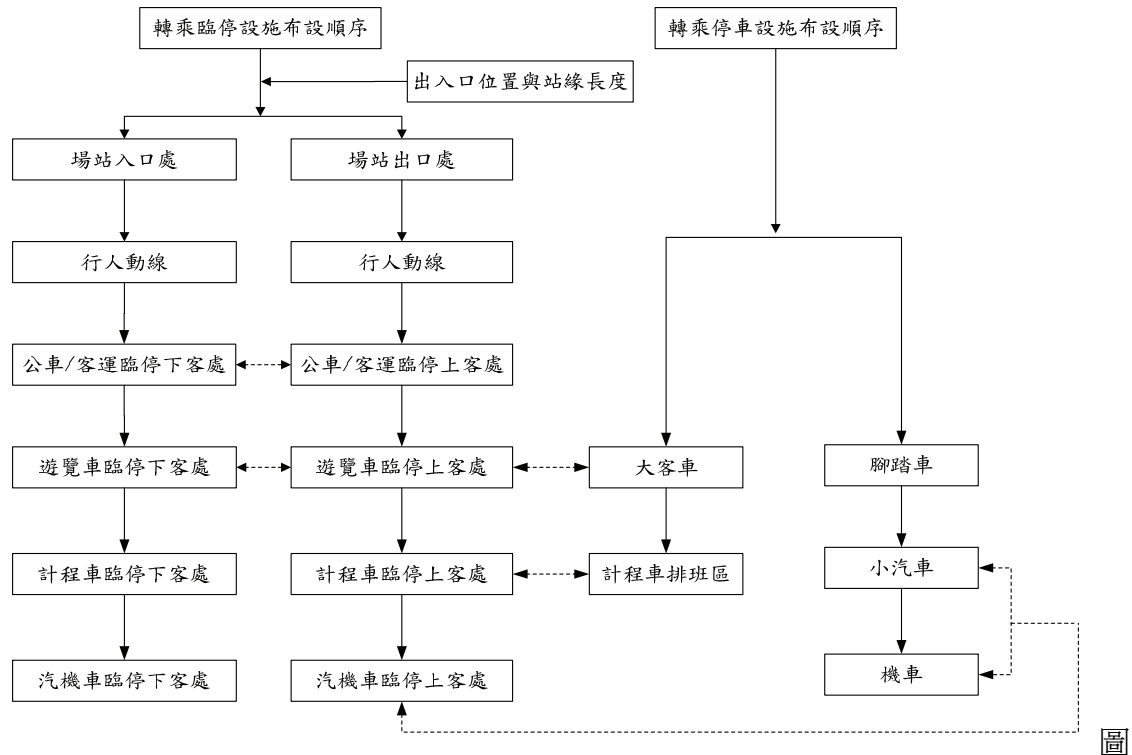 轉乘臨停設施布設順序
轉乘停車設施布設順序
出入口位置與站緣長度
場站入口處
場站出口處
行人動線
行人動線
公車/客運臨停下客處
公車/客運臨停上客處
遊覽車臨停下客處
遊覽車臨停上客處
大客車
腳踏車
計程車臨停下客處
計程車臨停上客處
計程車排班區
小汽車
汽機車臨停下客處
汽機車臨停上客處
機車
圖